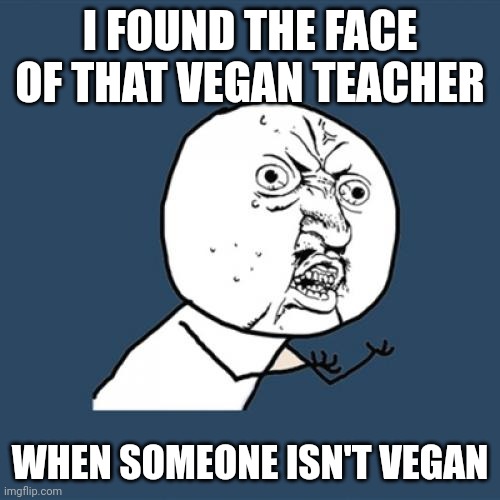 I FOUND THE FACE
OF THAT VEGAN TEACHER
WHEN SOMEONE ISN'T VEGAN
imgflip.com